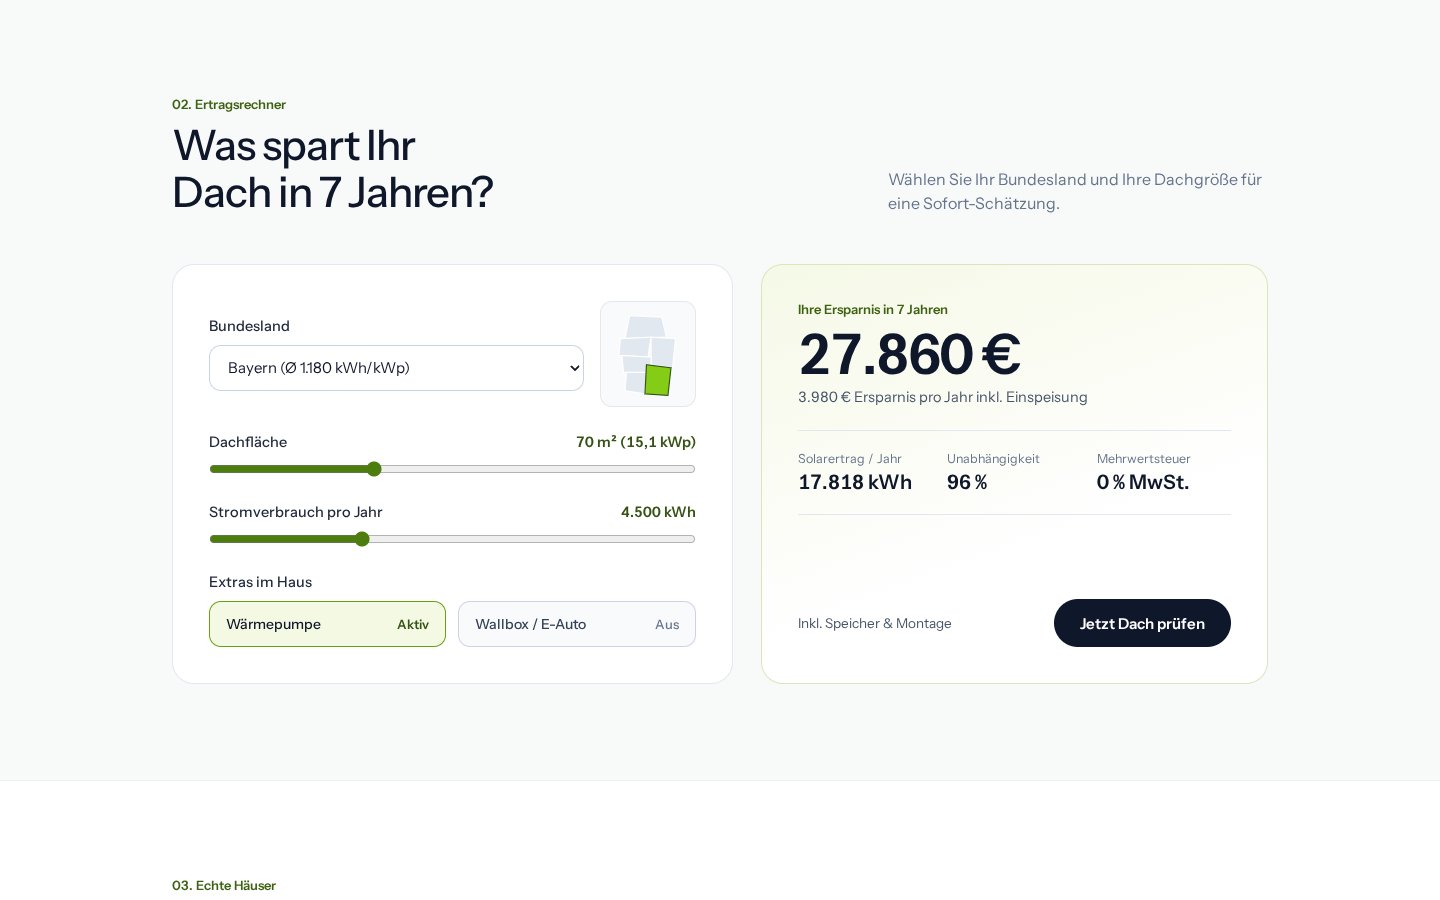 02. Ertragsrechner
Was spart Ihr
Dach in 7 Jahren?
Wählen Sie Ihr Bundesland und Ihre Dachgröße für
eine Sofort-Schätzung.
Bundesland
Bayern (Ø 1.180 kWh/kWp)
Dachfläche
70 m² (15,1 kWp)
Stromverbrauch pro Jahr
4.500 kWh
Extras im Haus
Wärmepumpe
Aktiv
Wallbox / E-Auto
Aus
Ihre Ersparnis in 7 Jahren
27.860 €
3.980 € Ersparnis pro Jahr inkl. Einspeisung
Solarertrag / Jahr
17.818 kWh
Unabhängigkeit
96 %
Mehrwertsteuer
0 % MwSt.
Inkl. Speicher & Montage
Jetzt Dach prüfen
03. Echte Häuser